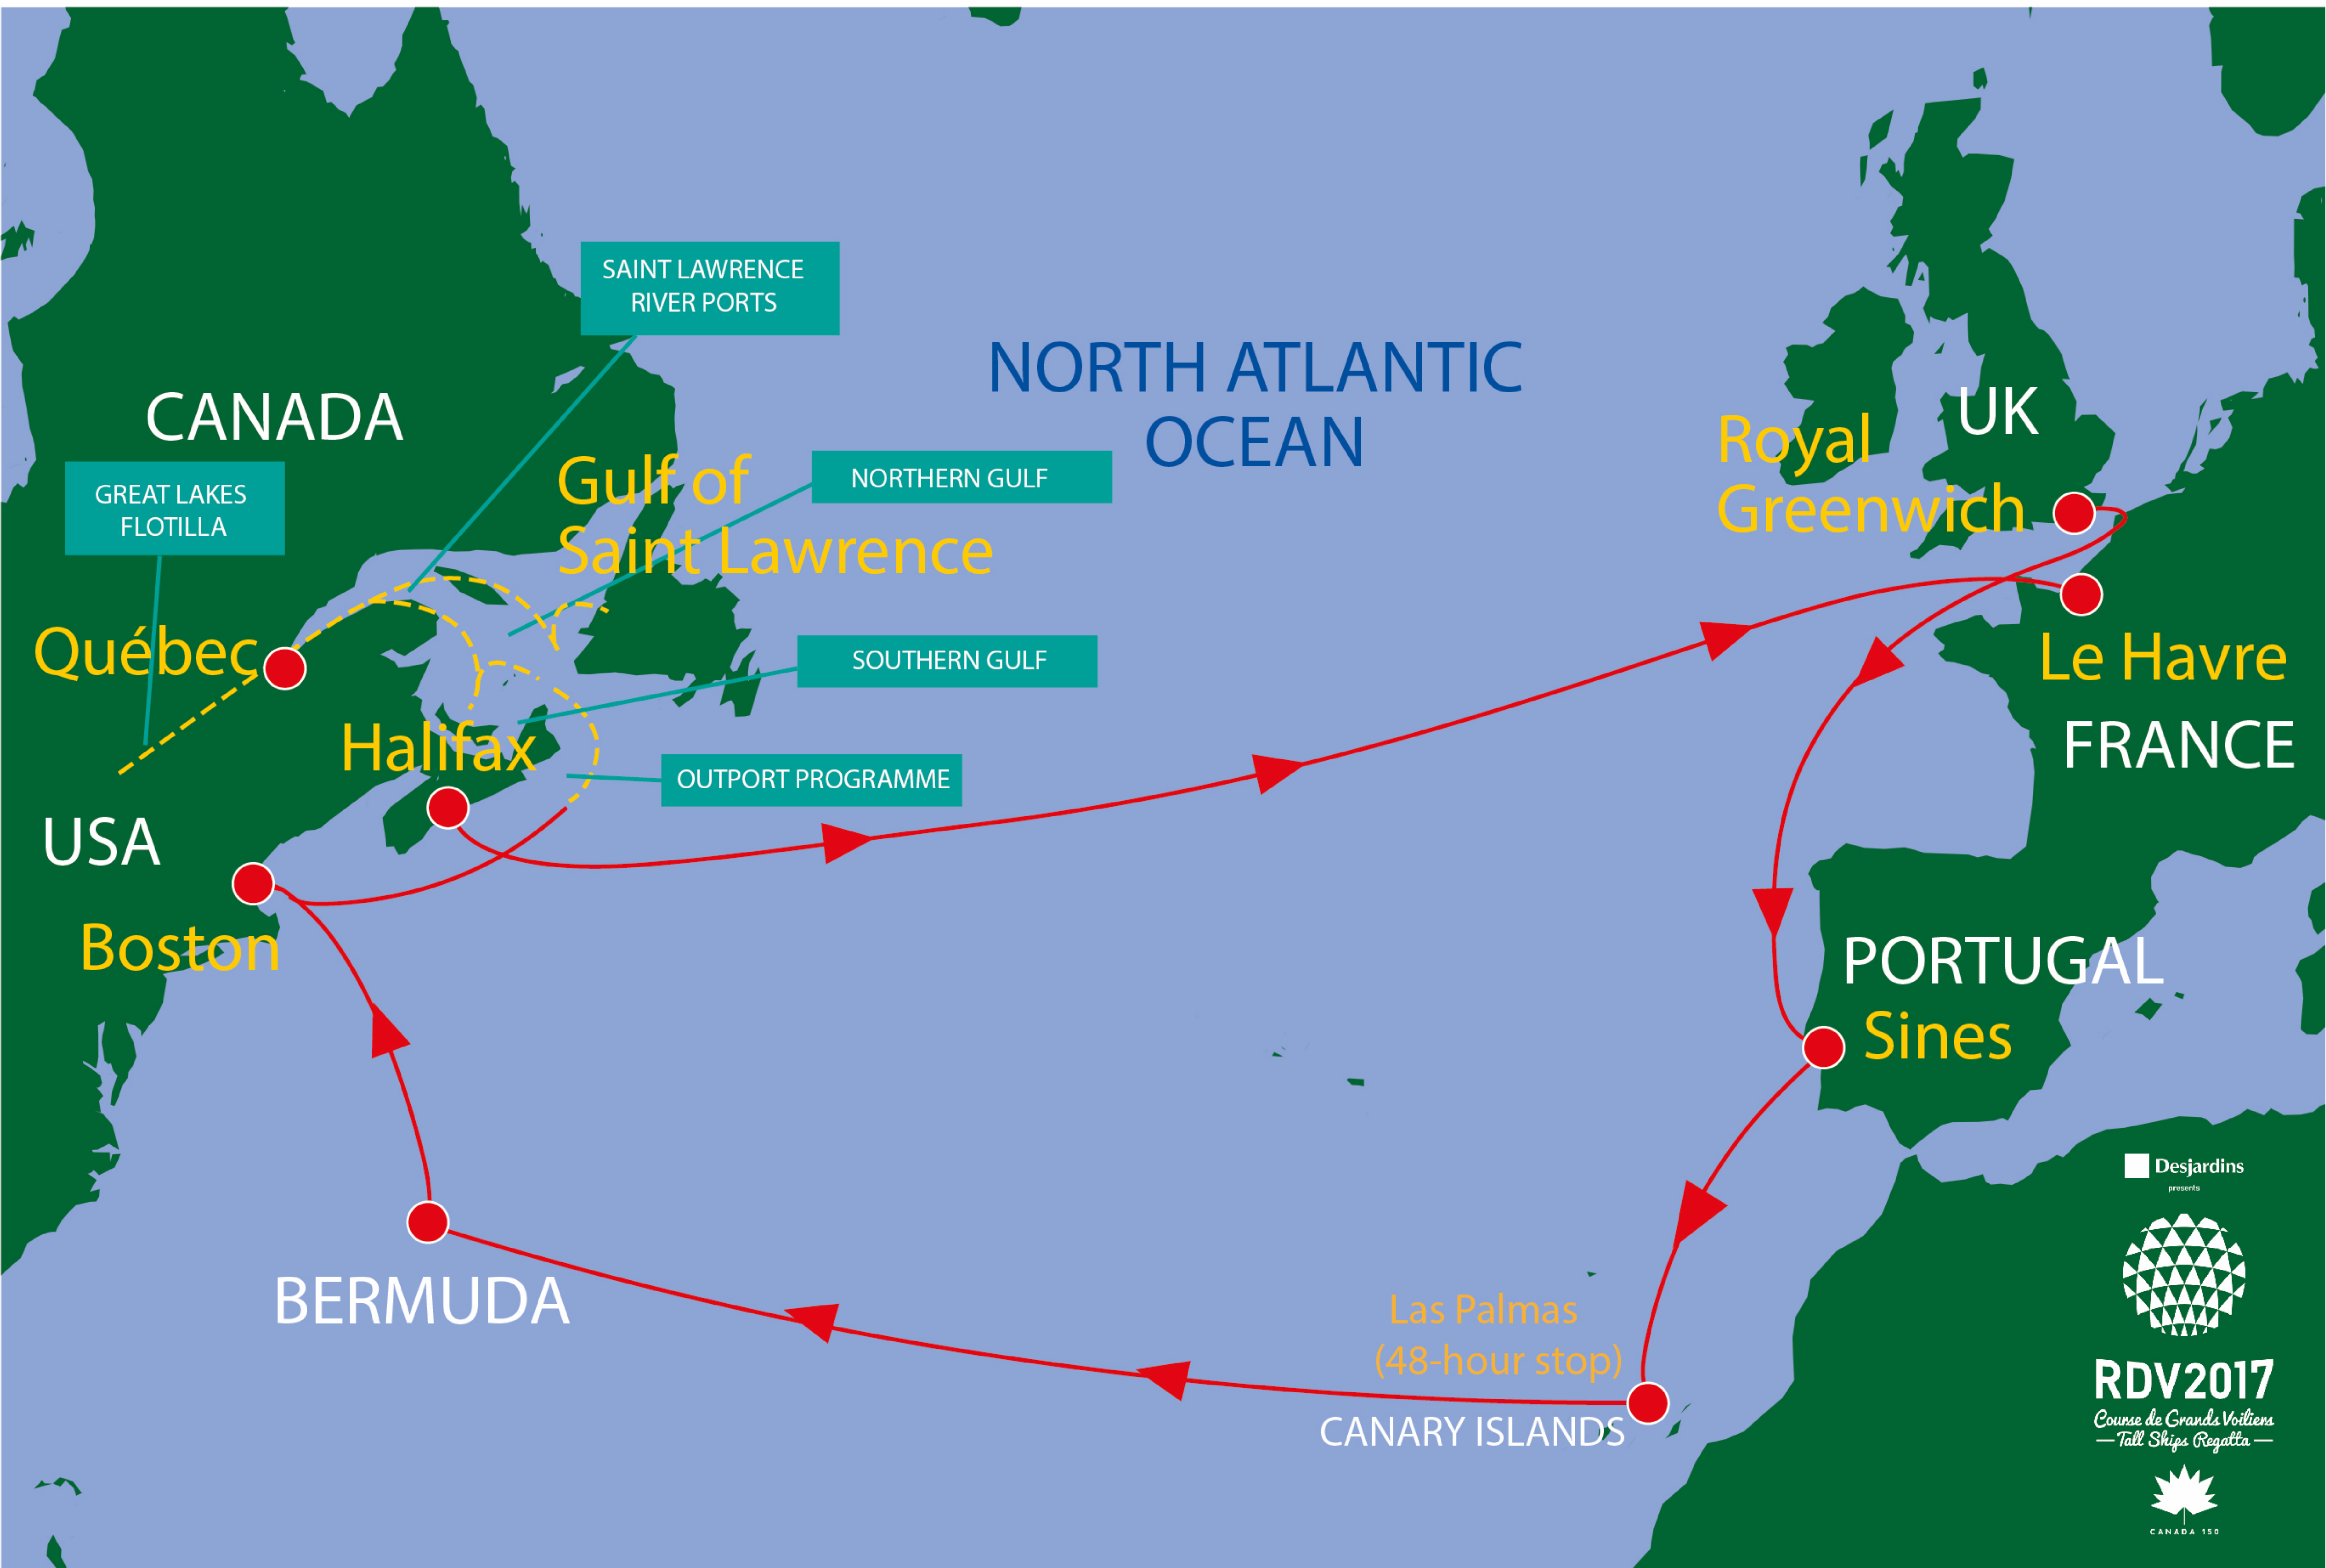 SAINT LAWRENCE
RIVER PORTS
NORTH ATLANTIC
OCEAN
CANADA
UK
Royal
Greenwich
GREAT LAKES
FLOTILLA
Gulf of
Saint Lawrence
NORTHERN GULF
Québec
SOUTHERN GULF
Le Havre
Halifax
FRANCE
OUTPORT PROGRAMME
USA
Boston
PORTUGAL
Sines
BERMUDA
Las Palmas
(48-hour stop)
CANARY ISLANDS
Desjardins
presents
RDV2017
Course de Grands Voiliers
Tall Ships Regatta
CANADA 150